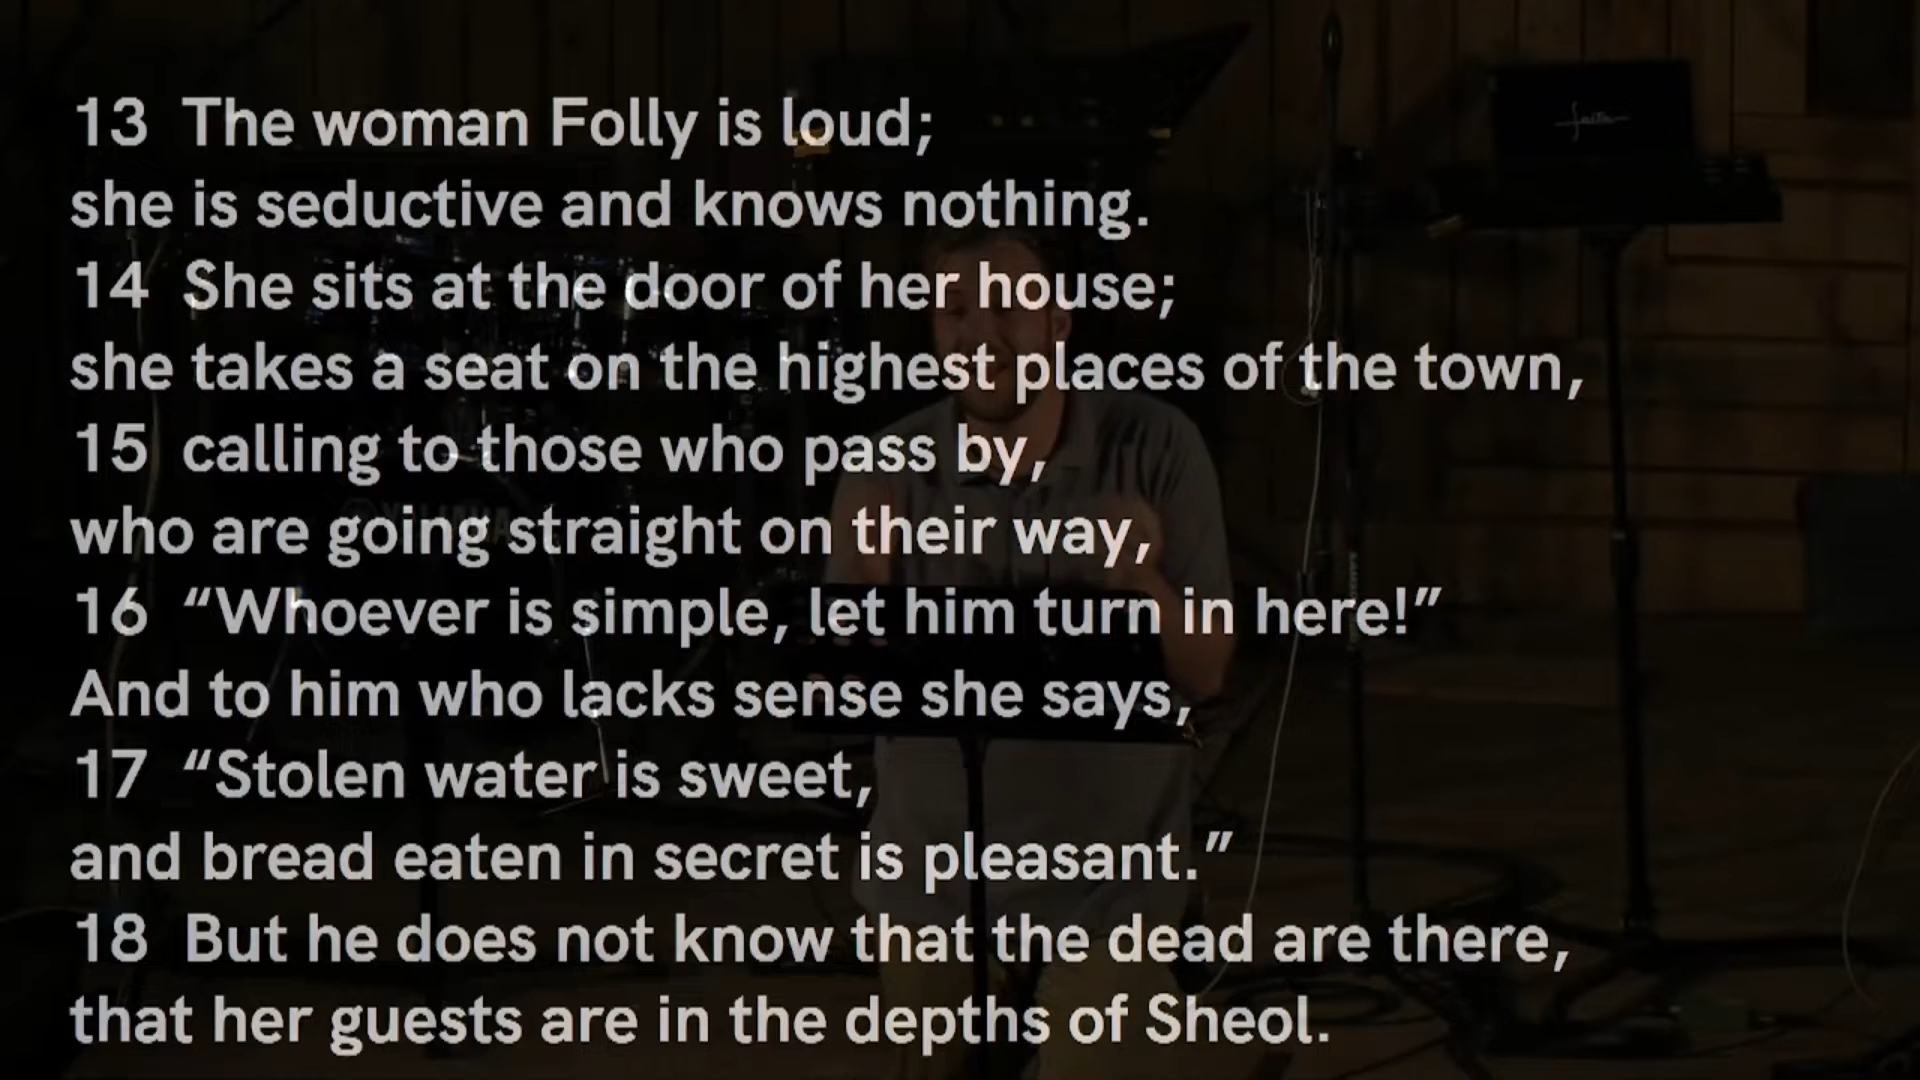 13 The woman Folly is loud;
she is seductive and knows nothing.
14 She sits at the door of her house;
she takes a seat on the highest places of the town,
15 calling to those who pass by,
who are going straight on their way,
16 “Whoever is simple, let him turn in here!”
And to him who lacks sense she says,
17 “Stolen water is sweet,
and bread eaten in secret is pleasant.”
18 But he does not know that the dead are there,
that her guests are in the depths of Sheol.
faith
YAMAHA